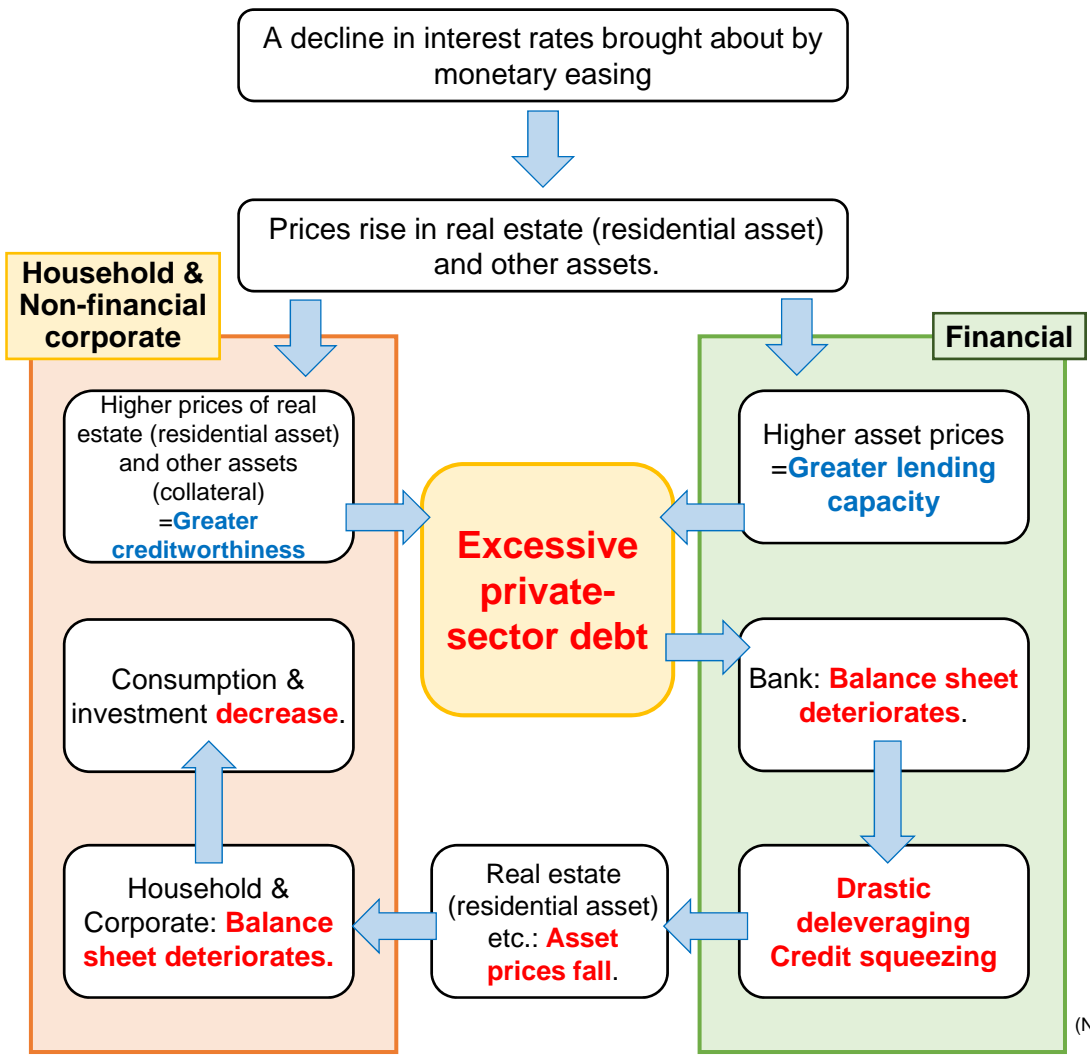 A decline in interest rates brought about by
monetary easing
Prices rise in real estate (residential asset)
and other assets.
Household &
Non-financial
corporate
Financial
Higher prices of real
estate (residential asset)
and other assets
(collateral)
=Greater
creditworthiness
Excessive
private-
sector debt
Higher asset prices
=Greater lending
capacity
Consumption &
investment decrease.
Bank: Balance sheet
deteriorates.
Household &
Corporate: Balance
sheet deteriorates.
Real estate
(residential asset)
etc.: Asset
prices fall.
Drastic
deleveraging
Credit squeezing
(N